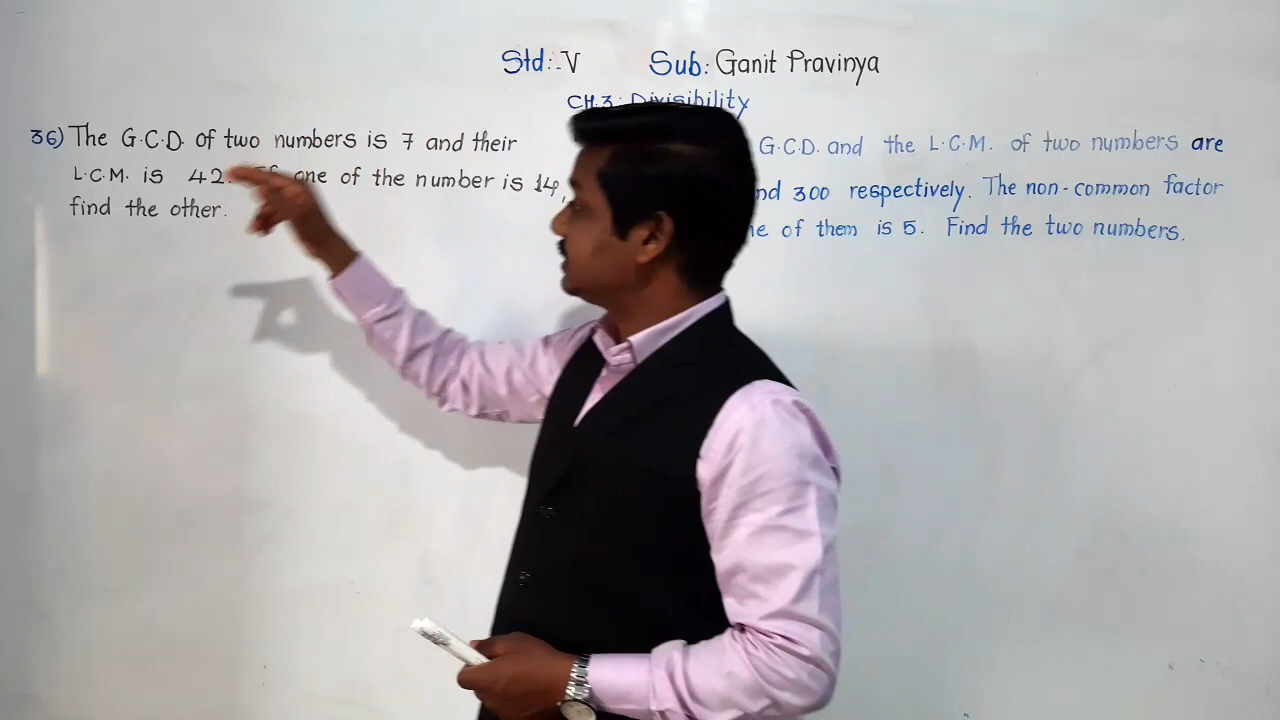 Std:- V Sub: Ganit Pravinya
CH.3: Divisibility
36) The G.C.D. of two numbers is 7 and their
L.C.M. is 42. If one of the number is 14,
find the other.
G.C.D. and the L.C.M. of two numbers are
300 respectively. The non-common factor
of them is 5. Find the two numbers.